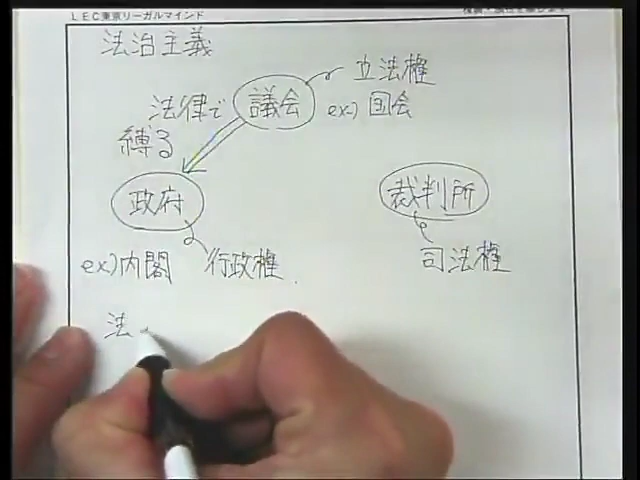 LEC東京リーガルマインド
法治主義
立法権
法律で 議会 ex) 国会
縛る
政府 裁判所
ex)内閣 行政権 司法権
法